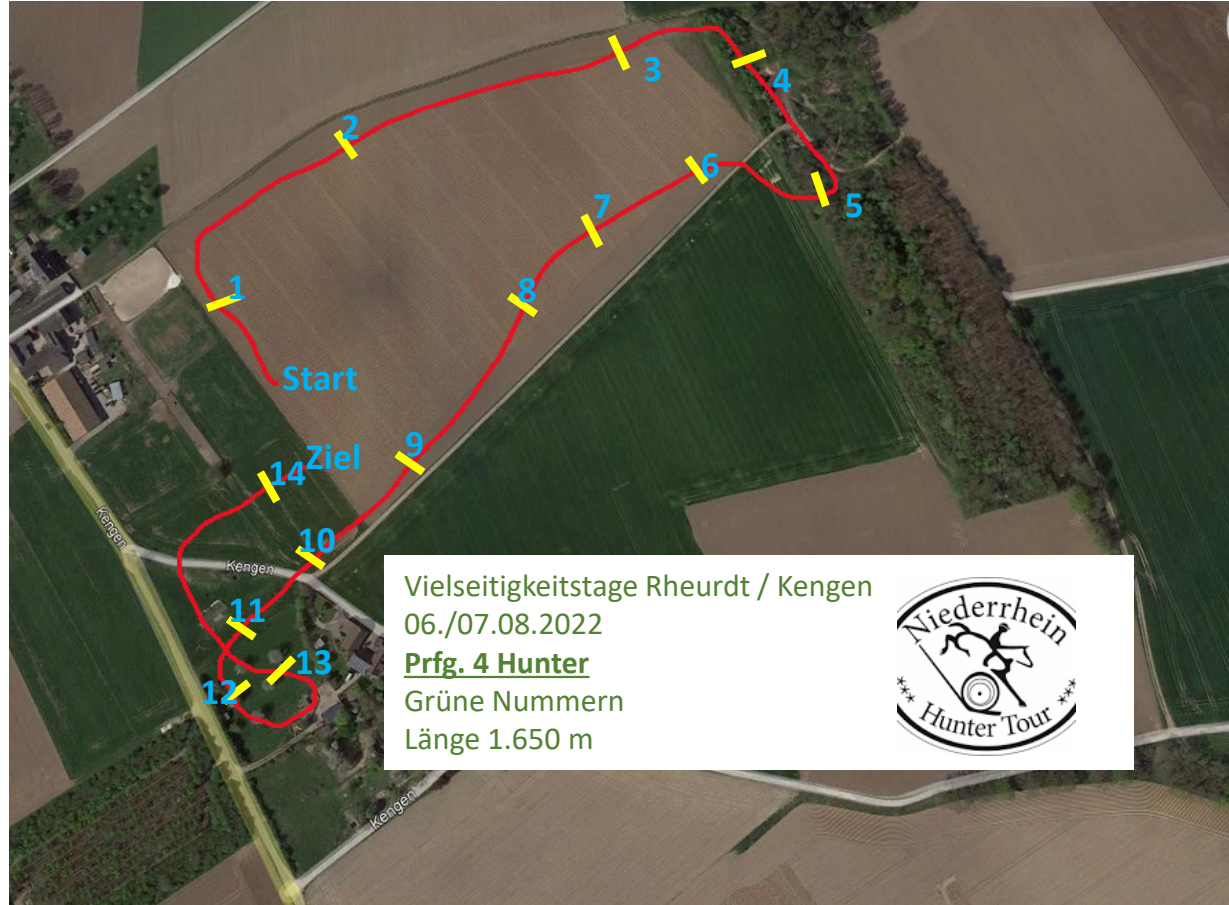 3
4
2
6
5
7
1
8
Start
9
Ziel
14
Kengen
10
Kengen
11
13
12
Kengen
Vielseitigkeitstage Rheurdt / Kengen
06./07.08.2022
Prfg. 4 Hunter
Grüne Nummern
Länge 1.650 m
Niederrhein
*** Hunter Tour ***